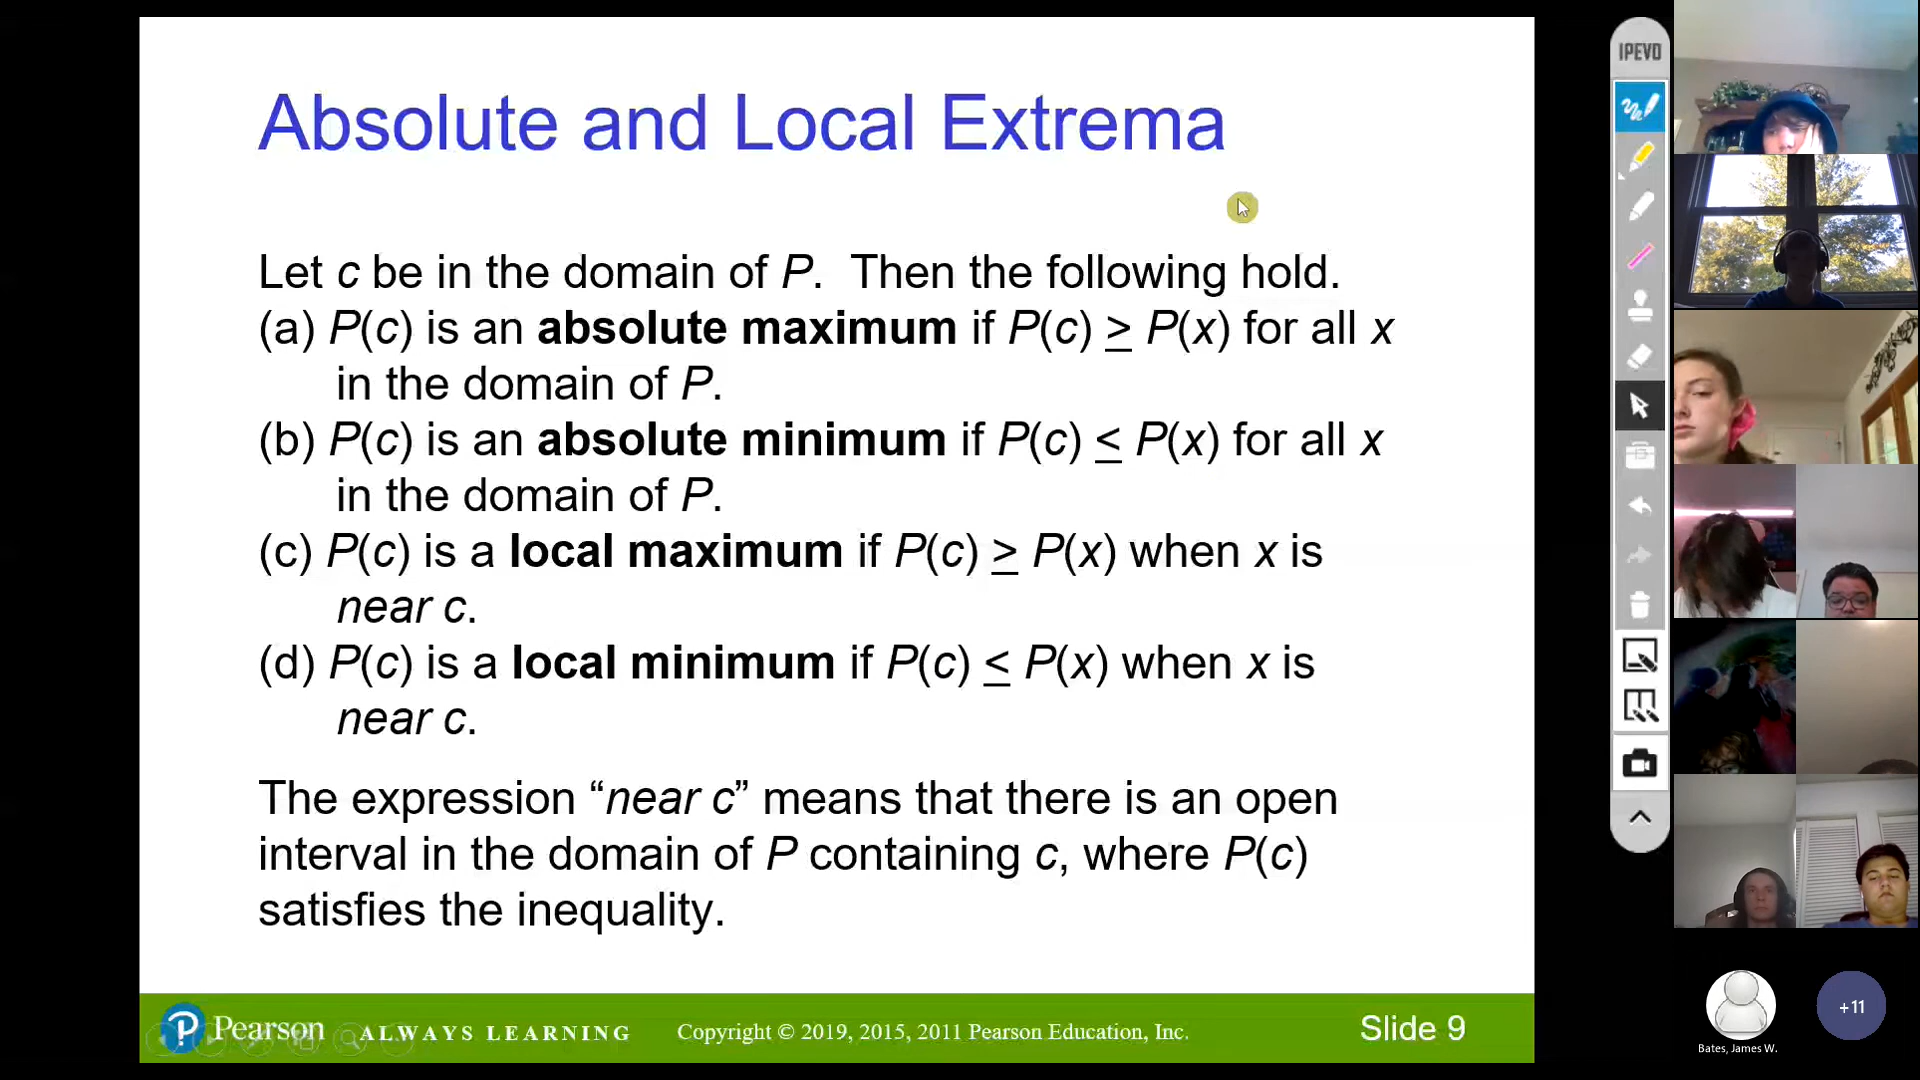 Absolute and Local Extrema
Let c be in the domain of P. Then the following hold.
(a) P(c) is an absolute maximum if P(c) ≥ P(x) for all x
in the domain of P.
(b) P(c) is an absolute minimum if P(c) ≤ P(x) for all x
in the domain of P.
(c) P(c) is a local maximum if P(c) ≥ P(x) when x is
near c.
(d) P(c) is a local minimum if P(c) ≤ P(x) when x is
near c.
The expression “near c” means that there is an open
interval in the domain of P containing c, where P(c)
satisfies the inequality.
Pearson ALWAYS LEARNING Copyright © 2019, 2015, 2011 Pearson Education, Inc. Slide 9
IPEVO
+11
Bates, James W.